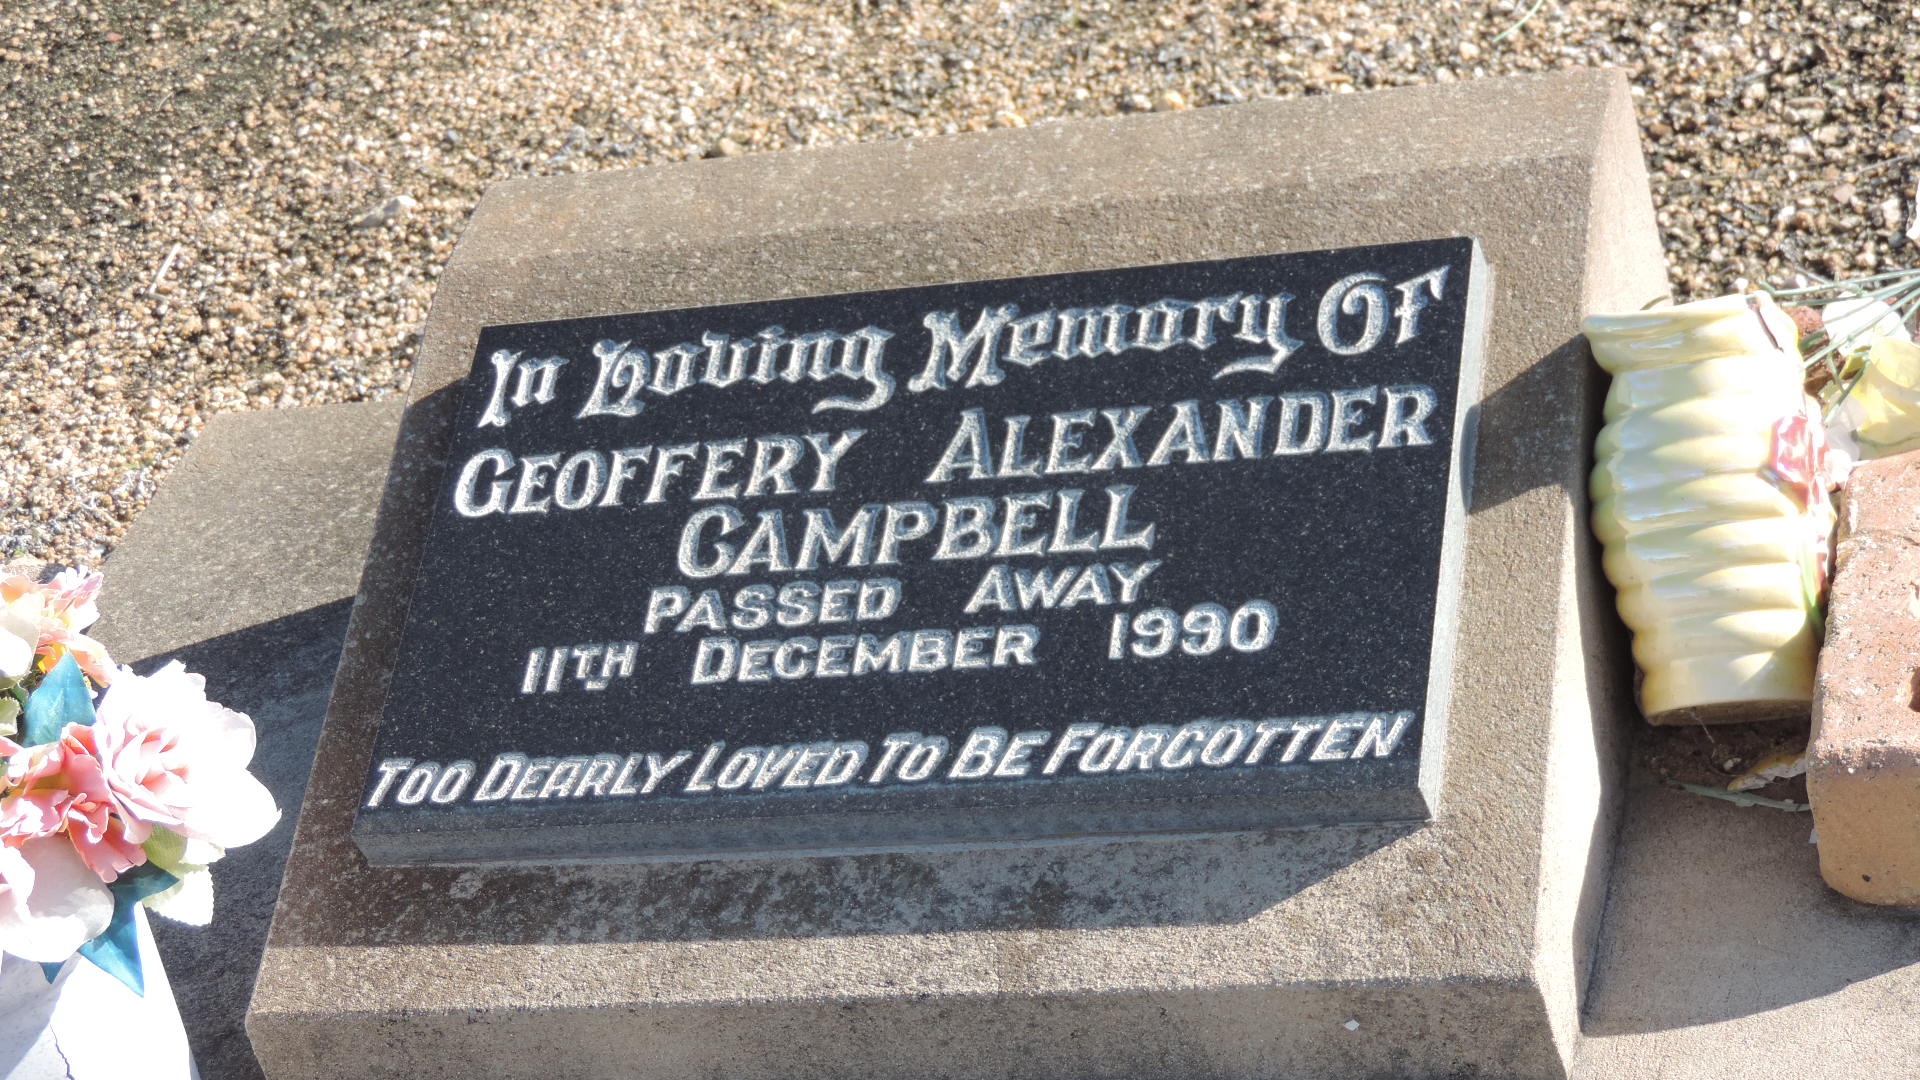 In Loving Memory Of
GEOFFERY ALEXANDER
CAMPBELL
PASSED AWAY
11TH DECEMBER 1990
TOO DEARLY LOVED TO BE FORGOTTEN